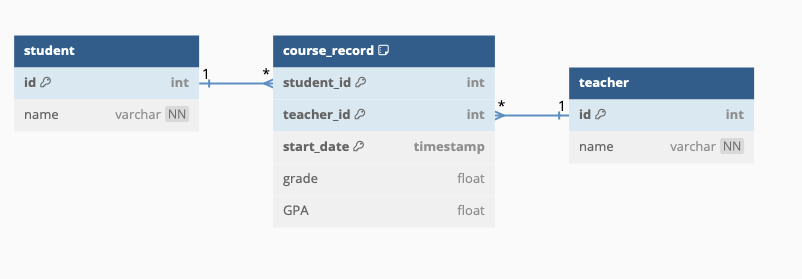 student
id int
name varchar NN
1 *
course_record
student_id int
teacher_id int
start_date timestamp
grade float
GPA float
* 1
teacher
id int
name varchar NN